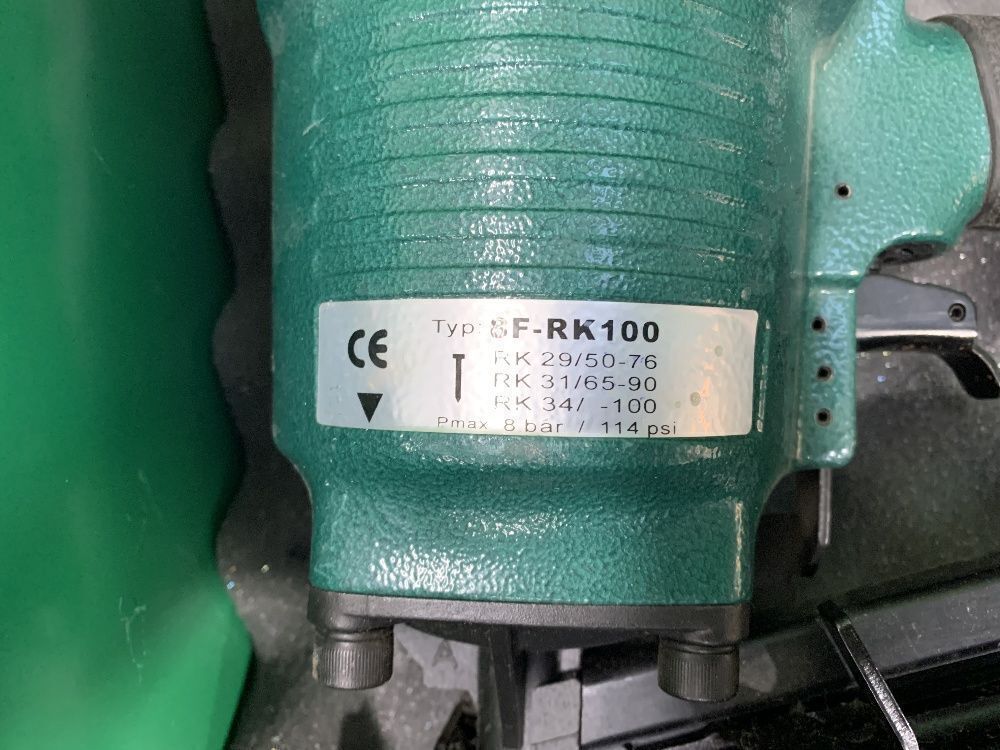 CE
Typ: 8F-RK100
RK 29/50-76
RK 31/65-90
RK 34/ -100
Pmax 8 bar / 114 psi